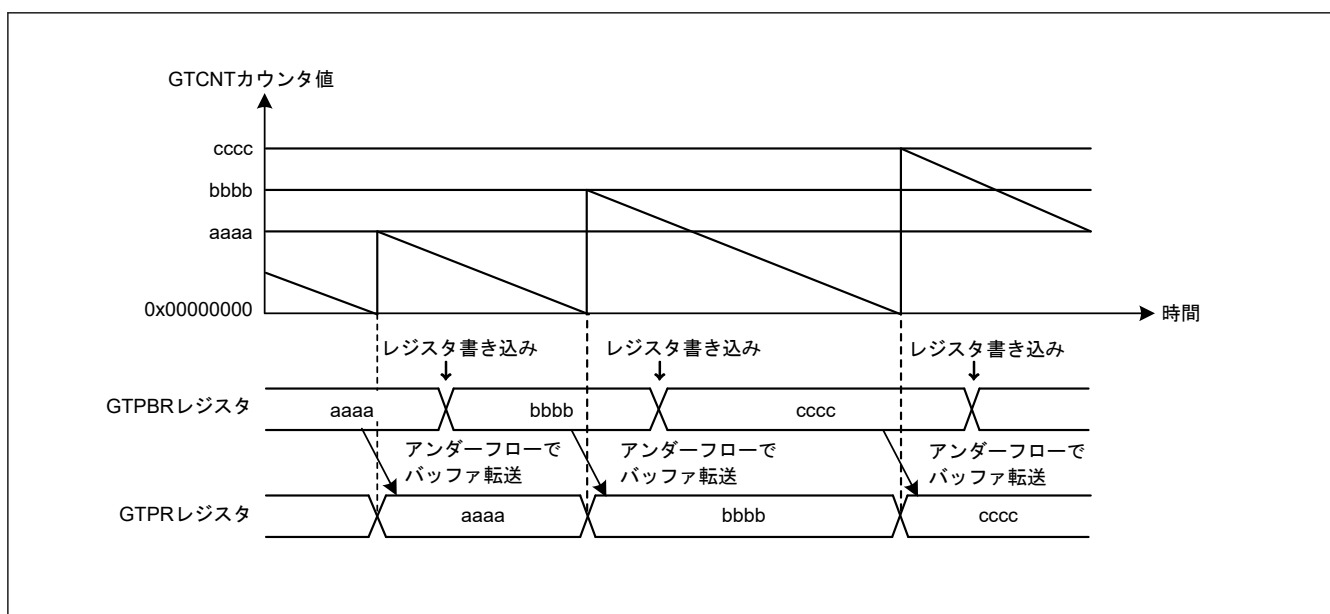 GTCNTカウンタ値
cccc
bbbb
aaaa
0x00000000
時間
レジスタ書き込み
レジスタ書き込み
レジスタ書き込み
GTPBRレジスタ
aaaa
bbbb
cccc
アンダーフローで
バッファ転送
アンダーフローで
バッファ転送
アンダーフローで
バッファ転送
GTPRレジスタ
aaaa
bbbb
cccc